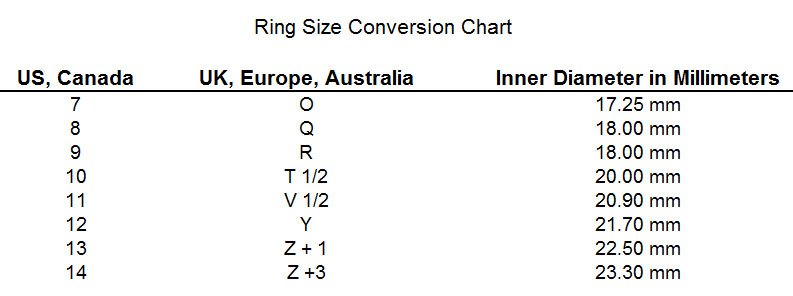 Ring Size Conversion Chart
US, Canada UK, Europe, Australia Inner Diameter in Millimeters
7 O 17.25 mm
8 Q 18.00 mm
9 R 18.00 mm
10 T 1/2 20.00 mm
11 V 1/2 20.90 mm
12 Y 21.70 mm
13 Z + 1 22.50 mm
14 Z +3 23.30 mm